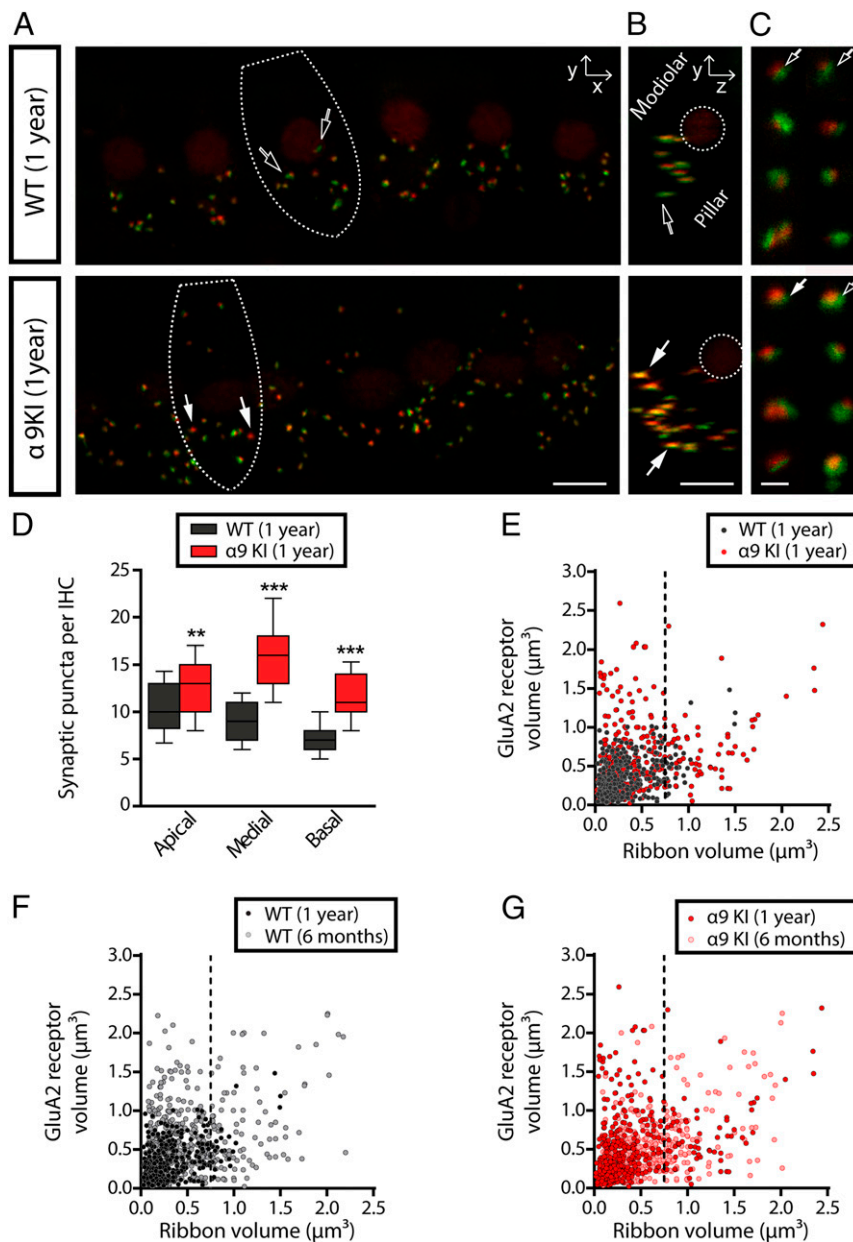 A
B
C
WT (1 year)
y
x
Modiolar
y
z
Pillar
α9KI (1year)
D
WT (1 year)
α9 KI (1 year)
Synaptic puncta per IHC
25
20
15
10
5
0
**
***
***
Apical
Medial
Basal
E
WT (1 year)
α9 KI (1 year)
GluA2 receptor
volume (μm³)
3.0
2.5
2.0
1.5
1.0
0.5
0.0
0.0 0.5 1.0 1.5 2.0 2.5
Ribbon volume (μm³)
F
WT (1 year)
WT (6 months)
GluA2 receptor
volume (μm³)
3.0
2.5
2.0
1.5
1.0
0.5
0.0
0.0 0.5 1.0 1.5 2.0 2.5
Ribbon volume (μm³)
G
α9 KI (1 year)
α9 KI (6 months)
GluA2 receptor
volume (μm³)
3.0
2.5
2.0
1.5
1.0
0.5
0.0
0.0 0.5 1.0 1.5 2.0 2.5
Ribbon volume (μm³)